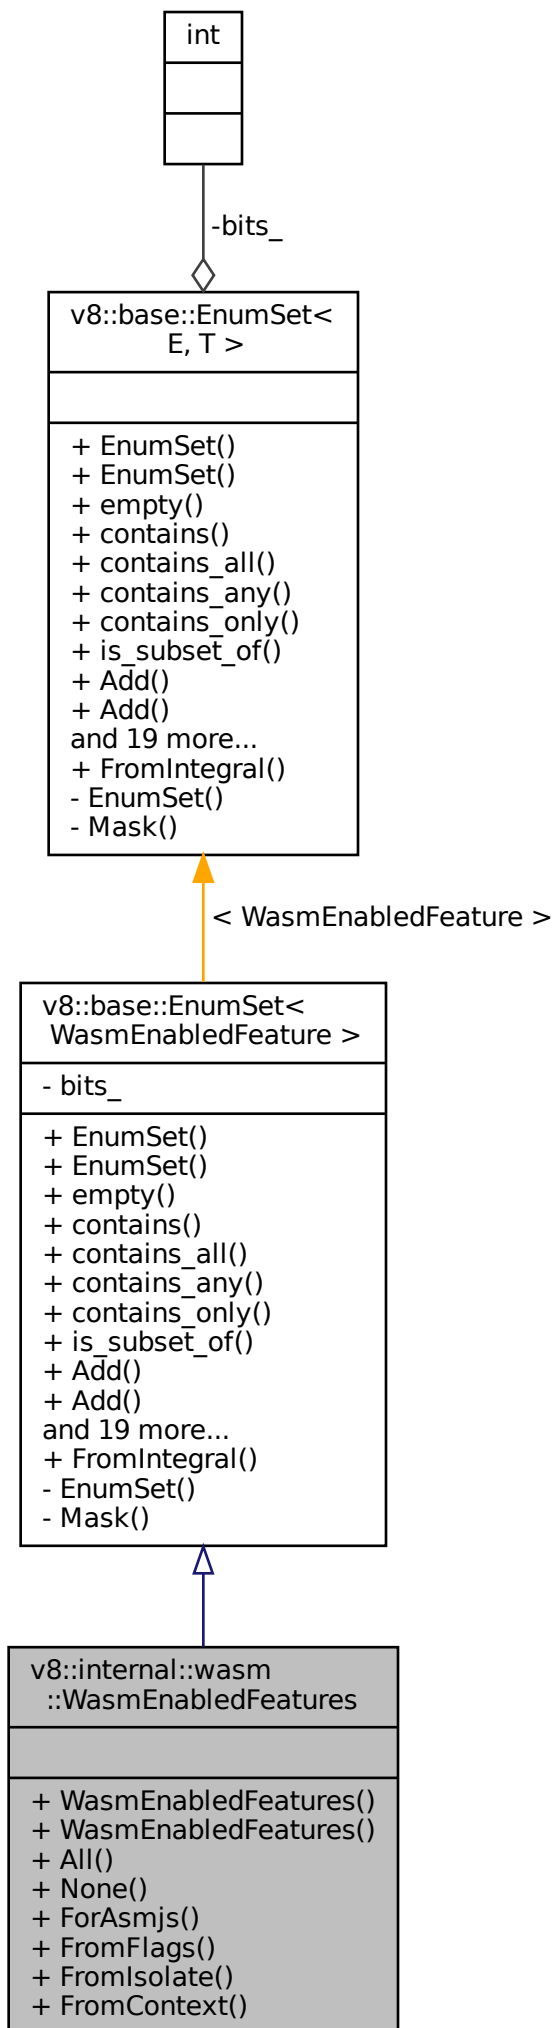 int
-bits_
v8::base::EnumSet<
E, T >
+ EnumSet()
+ EnumSet()
+ empty()
+ contains()
+ contains_all()
+ contains_any()
+ contains_only()
+ is_subset_of()
+ Add()
+ Add()
and 19 more...
+ FromIntegral()
- EnumSet()
- Mask()
< WasmEnabledFeature >
v8::base::EnumSet<
WasmEnabledFeature >
- bits_
+ EnumSet()
+ EnumSet()
+ empty()
+ contains()
+ contains_all()
+ contains_any()
+ contains_only()
+ is_subset_of()
+ Add()
+ Add()
and 19 more...
+ FromIntegral()
- EnumSet()
- Mask()
v8::internal::wasm
::WasmEnabledFeatures
+ WasmEnabledFeatures()
+ WasmEnabledFeatures()
+ All()
+ None()
+ ForAsmjs()
+ FromFlags()
+ FromIsolate()
+ FromContext()